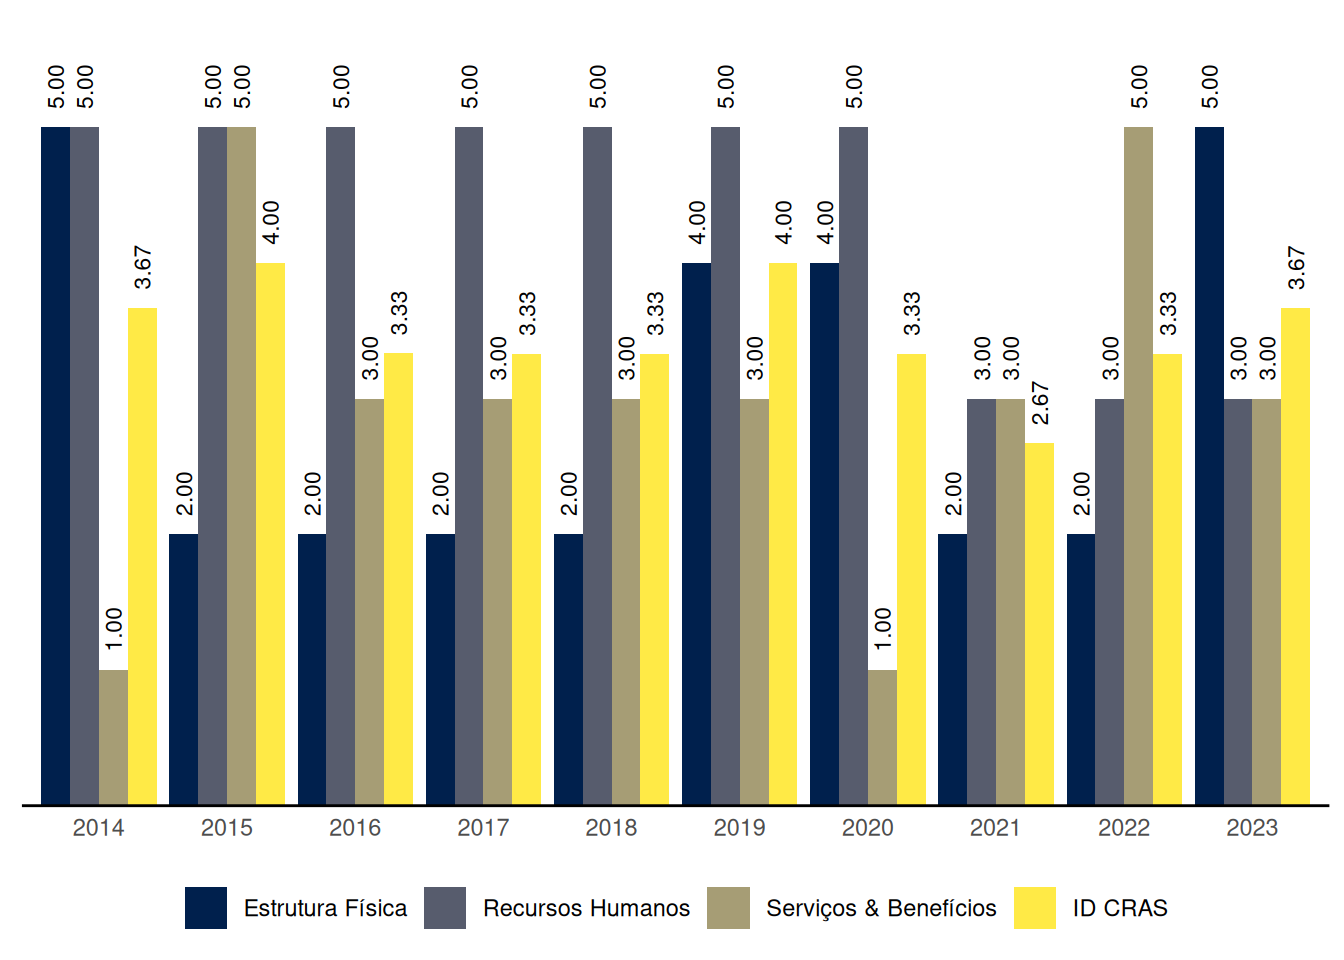 5.00 5.00 1.00 3.67
2.00 5.00 5.00 4.00
2.00 5.00 3.00 3.33
2.00 5.00 3.00 3.33
2.00 5.00 3.00 3.33
4.00 5.00 3.00 4.00
4.00 5.00 1.00 3.33
2.00 3.00 3.00 2.67
2.00 3.00 5.00 3.33
5.00 3.00 3.00 3.67
2014 2015 2016 2017 2018 2019 2020 2021 2022 2023
Estrutura Física Recursos Humanos Serviços & Benefícios ID CRAS